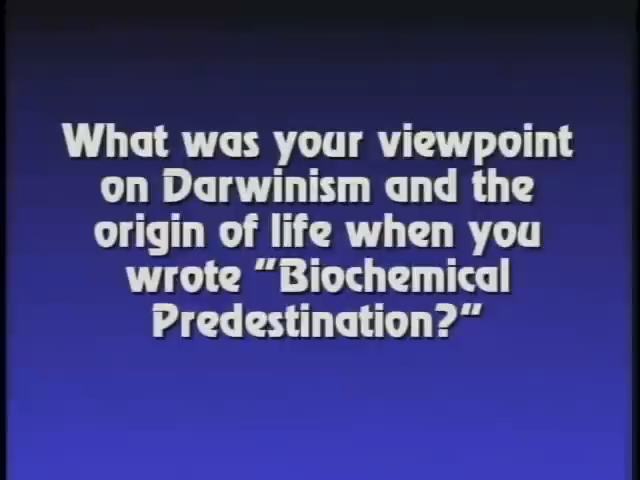 What was your viewpoint
on Darwinism and the
origin of life when you
wrote "Biochemical
Predestination?"